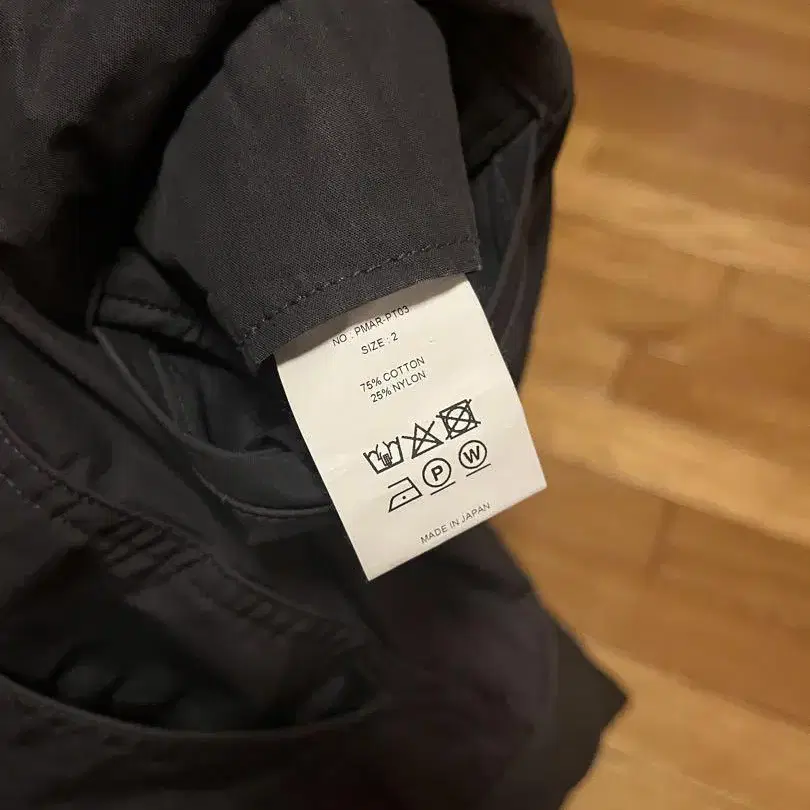 NO : PMAR-PT03
SIZE : 2
75% COTTON
25% NYLON
P W
MADE IN JAPAN